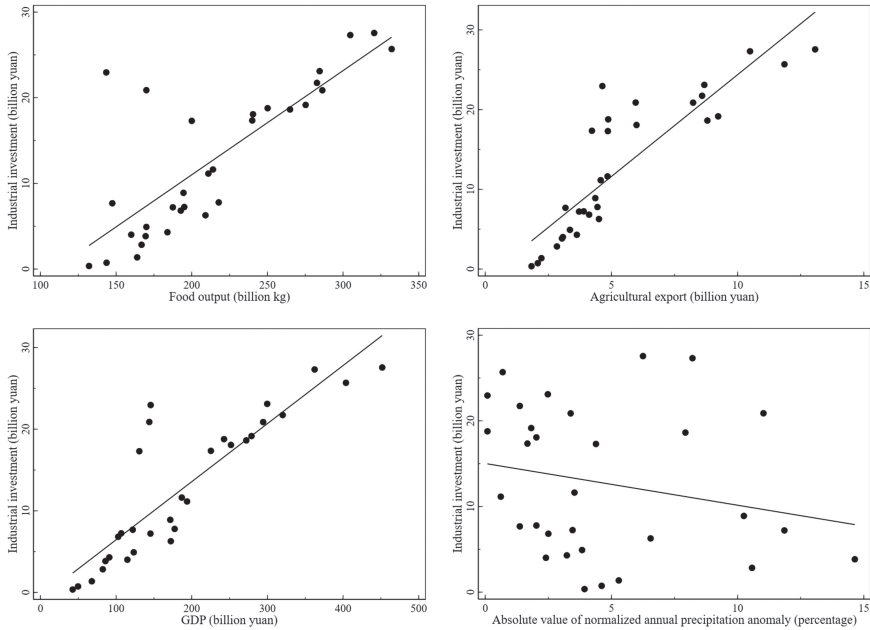 Industrial investment (billion yuan)
30
20
10
0
100 150 200 250 300 350
Food output (billion kg)
Industrial investment (billion yuan)
30
20
10
0
0 5 10 15
Agricultural export (billion yuan)
Industrial investment (billion yuan)
30
20
10
0
0 100 200 300 400 500
GDP (billion yuan)
Industrial investment (billion yuan)
30
20
10
0
0 5 10 15
Absolute value of normalized annual precipitation anomaly (percentage)